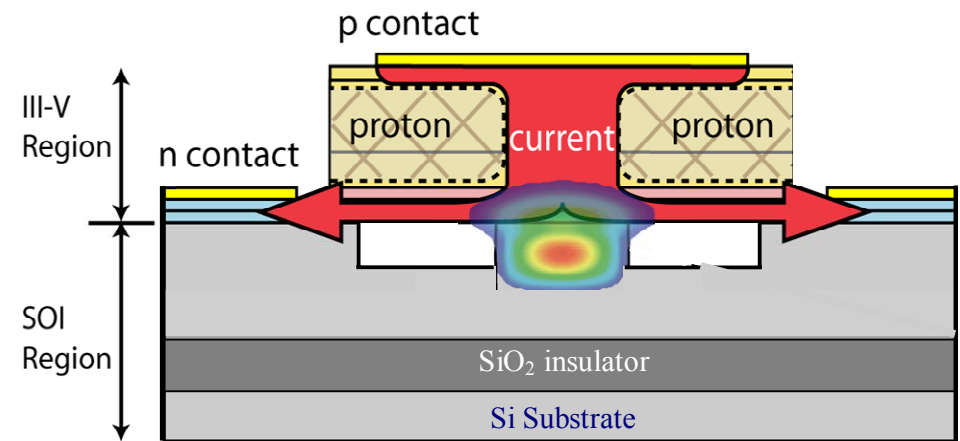 p contact
III-V
Region
proton
current
proton
n contact
SOI
Region
SiO₂ insulator
Si Substrate